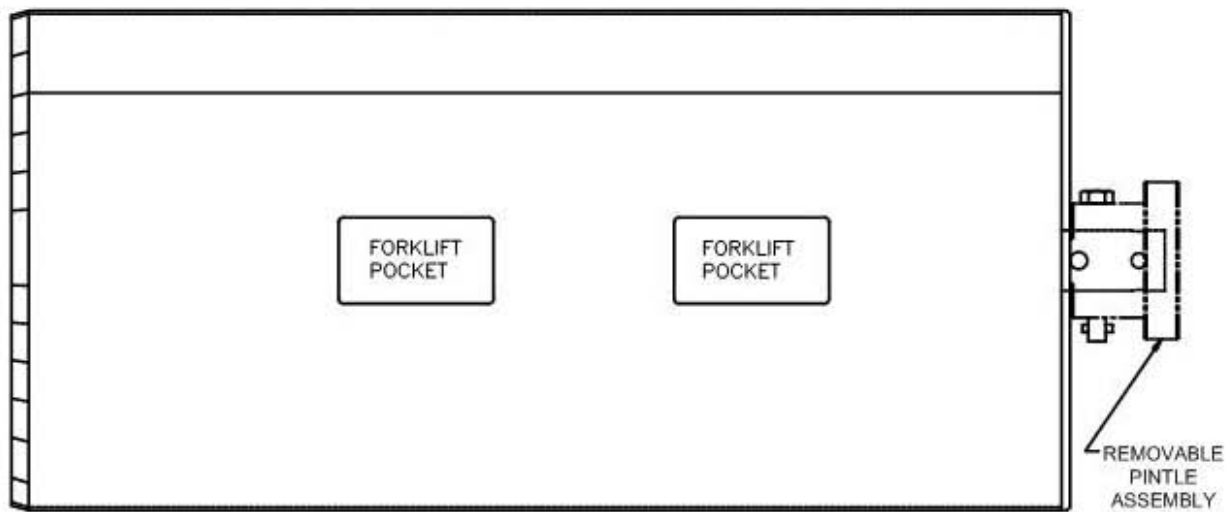 FORKLIFT
POCKET
FORKLIFT
POCKET
REMOVABLE
PINTLE
ASSEMBLY